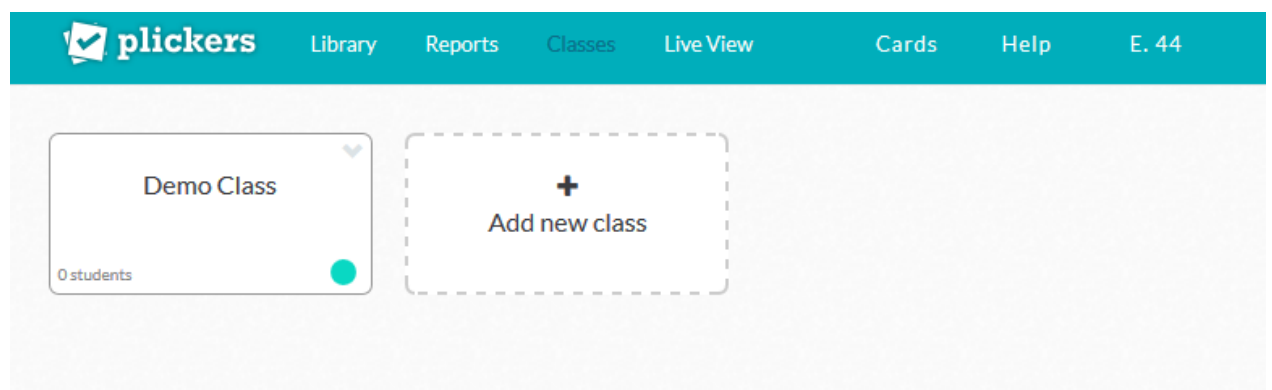 plickers Library Reports Classes Live View Cards Help E. 44
Demo Class
0 students
Add new class